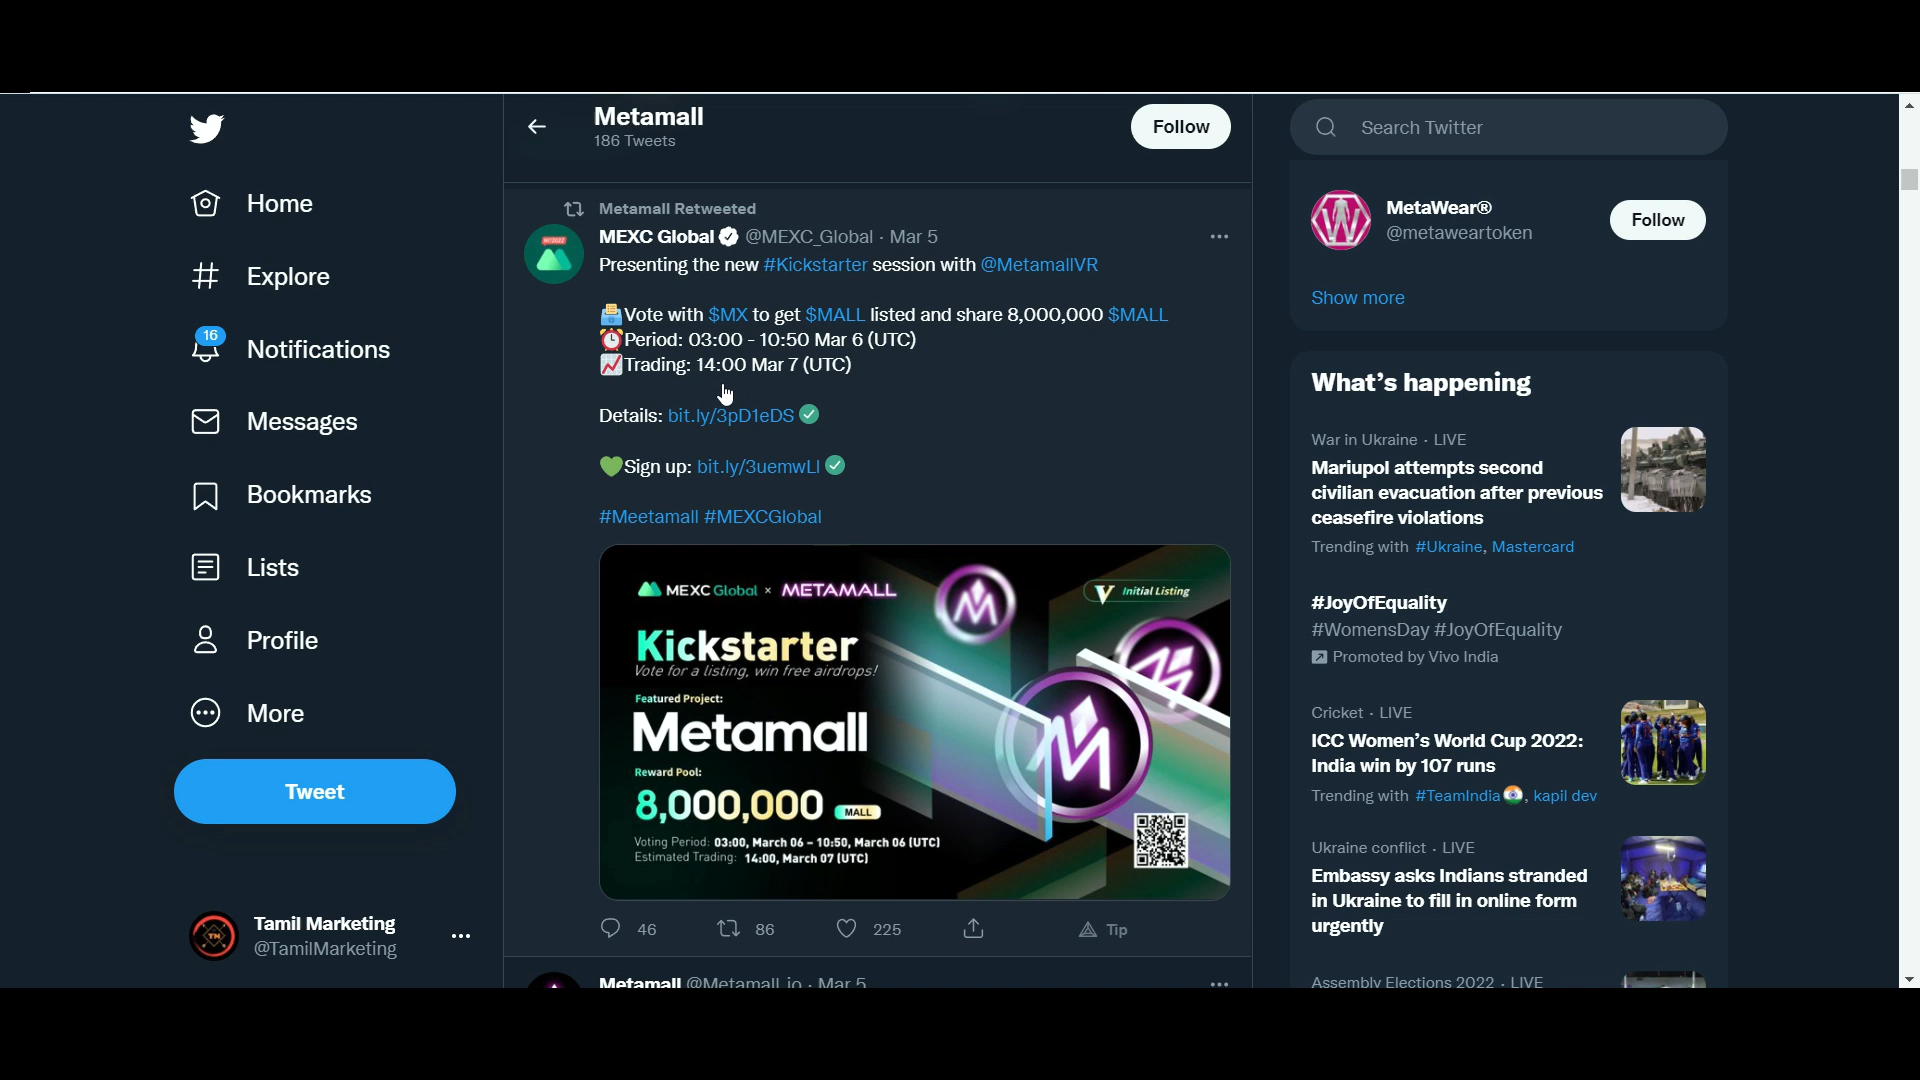 Home
Explore
16
Notifications
Messages
Bookmarks
Lists
Profile
More
Tweet
Tamil Marketing
@TamilMarketing
Metamall
186 Tweets
Follow
Metamall Retweeted
MEXC Global @MEXC_Global · Mar 5
Presenting the new #Kickstarter session with @MetamallVR
🗳️Vote with $MX to get $MALL listed and share 8,000,000 $MALL
⏰Period: 03:00 - 10:50 Mar 6 (UTC)
📈Trading: 14:00 Mar 7 (UTC)
Details: bit.ly/3pD1eDS ✅
💚Sign up: bit.ly/3uemwLl ✅
#Meetamall #MEXCGlobal
MEXC Global × METAMALL
Initial Listing
Kickstarter
Vote for a listing, win free airdrops!
Featured Project:
Metamall
Reward Pool:
8,000,000 MALL
Voting Period: 03:00, March 06 – 10:50, March 06 (UTC)
Estimated Trading: 14:00, March 07 (UTC)
46 86 225 Tip
Metamall @Metamall_io · Mar 5
Search Twitter
MetaWear®
@metaweartoken
Follow
Show more
What's happening
War in Ukraine · LIVE
Mariupol attempts second
civilian evacuation after previous
ceasefire violations
Trending with #Ukraine, Mastercard
#JoyOfEquality
#WomensDay #JoyOfEquality
Promoted by Vivo India
Cricket · LIVE
ICC Women's World Cup 2022:
India win by 107 runs
Trending with #TeamIndia, kapil dev
Ukraine conflict · LIVE
Embassy asks Indians stranded
in Ukraine to fill in online form
urgently
Assembly Elections 2022 · LIVE